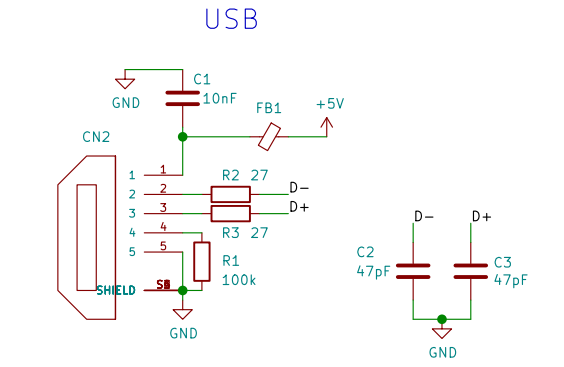 USB
C1
10nF
GND
FB1
+5V
CN2
1 1
2 2
3 3
4 4
5 5
SHIELD
R2 27
D-
D+
R3 27
R1
100k
GND
D- D+
C2
47pF
C3
47pF
GND